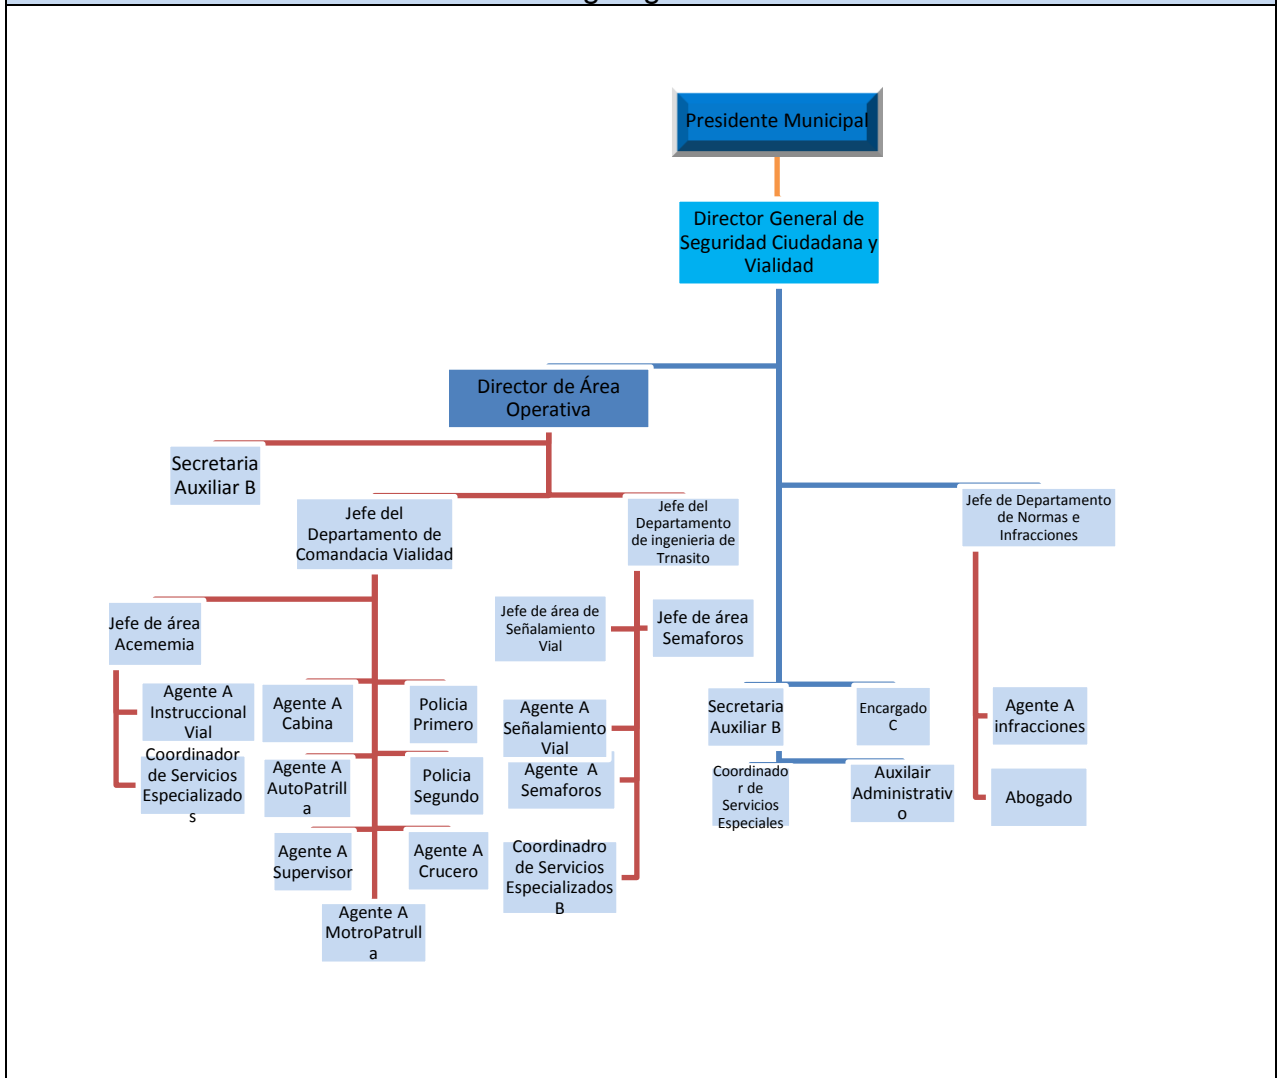 Presidente Municipal
Director General de
Seguridad Ciudadana y
Vialidad
Director de Área
Operativa
Secretaria
Auxiliar B
Jefe del
Departamento de
Comandacia Vialidad
Jefe del
Departamento
de ingenieria de
Trnasito
Jefe de Departamento
de Normas e
Infracciones
Jefe de área
Acememia
Jefe de área de
Señalamiento
Vial
Jefe de área
Semaforos
Agente A
Instruccional
Vial
Coordinador
de Servicios
Especializado
s
Agente A
Cabina
Policia
Primero
Agente A
AutoPatrill
a
Policia
Segundo
Agente A
Supervisor
Agente A
Crucero
Agente A
MotroPatrull
a
Agente A
Señalamiento
Vial
Agente A
Semaforos
Coordinadro
de Servicios
Especializados
B
Secretaria
Auxiliar B
Encargado
C
Coordinado
r de
Servicios
Especiales
Auxilair
Administrativ
o
Agente A
infracciones
Abogado